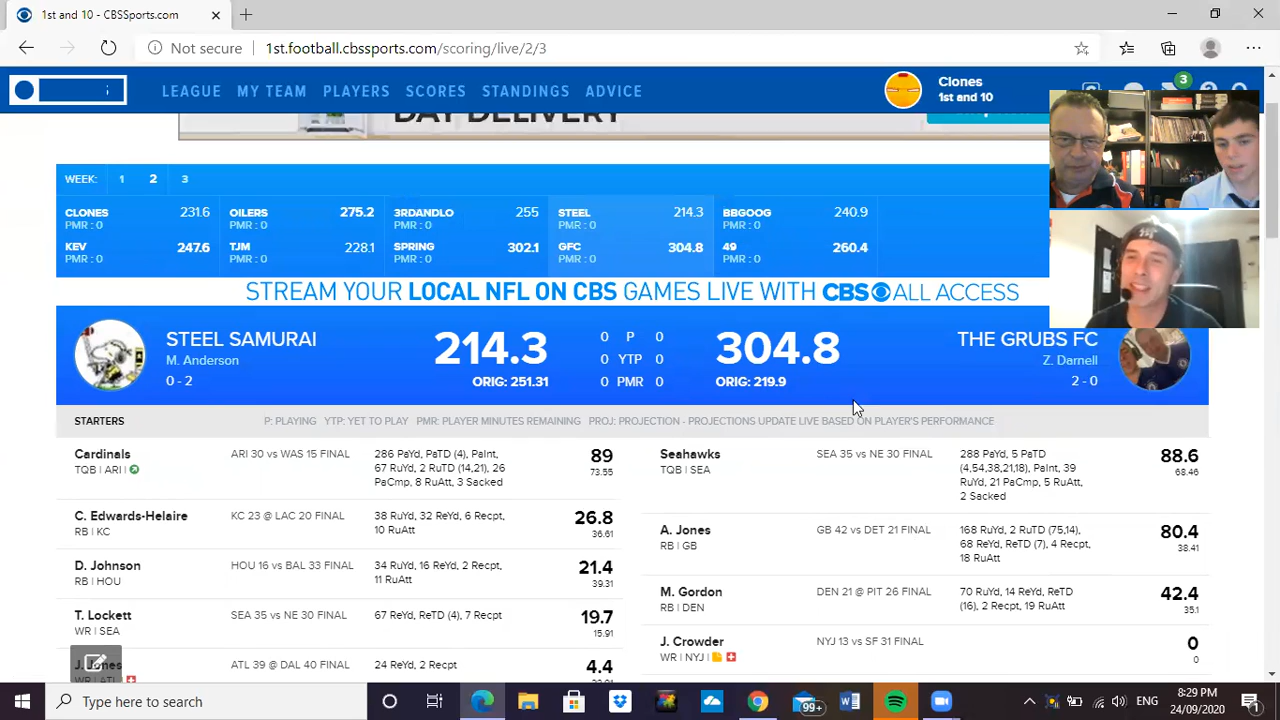 1st and 10 - CBSSports.com
Not secure
1st.football.cbssports.com/scoring/live/2/3
LEAGUE MY TEAM PLAYERS SCORES STANDINGS ADVICE
Clones
1st and 10
3
DAY DELIVERY
WEEK: 1 2 3
CLONES 231.6 OILERS 275.2 3RDANDLO 255 STEEL 214.3 BBGOOG 240.9
PMR : 0 PMR : 0 PMR : 0 PMR : 0 PMR : 0
KEV 247.6 TJM 228.1 SPRING 302.1 GFC 304.8 49 260.4
PMR : 0 PMR : 0 PMR : 0 PMR : 0 PMR : 0
STREAM YOUR LOCAL NFL ON CBS GAMES LIVE WITH CBS ALL ACCESS
STEEL SAMURAI 214.3 0 P 0 304.8 THE GRUBS FC
M. Anderson 0 YTP 0 Z. Darnell
0 - 2 ORIG: 251.31 0 PMR 0 ORIG: 219.9 2 - 0
STARTERS P: PLAYING YTP: YET TO PLAY PMR: PLAYER MINUTES REMAINING PROJ: PROJECTION - PROJECTIONS UPDATE LIVE BASED ON PLAYER'S PERFORMANCE
Cardinals ARI 30 vs WAS 15 FINAL 286 PaYd, PaTD (4), PaInt, 89
TQB | ARI | 67 RuYd, 2 RuTD (14,21), 26 73.55
PaCmp, 8 RuAtt, 3 Sacked
C. Edwards-Helaire KC 23 @ LAC 20 FINAL 38 RuYd, 32 ReYd, 6 Recpt, 26.8
RB | KC 10 RuAtt 36.61
D. Johnson HOU 16 vs BAL 33 FINAL 34 RuYd, 16 ReYd, 2 Recpt, 21.4
RB | HOU 11 RuAtt 39.31
T. Lockett SEA 35 vs NE 30 FINAL 67 ReYd, ReTD (4), 7 Recpt 19.7
WR | SEA 15.91
J. Jones ATL 39 @ DAL 40 FINAL 24 ReYd, 2 Recpt 4.4
WR | ATL
Seahawks SEA 35 vs NE 30 FINAL 288 PaYd, 5 PaTD 88.6
TQB | SEA (4,54,38,21,18), PaInt, 39 68.46
RuYd, 21 PaCmp, 5 RuAtt,
2 Sacked
A. Jones GB 42 vs DET 21 FINAL 168 RuYd, 2 RuTD (75,14), 80.4
RB | GB 68 ReYd, ReTD (7), 4 Recpt, 38.41
18 RuAtt
M. Gordon DEN 21 @ PIT 26 FINAL 70 RuYd, 14 ReYd, ReTD 42.4
RB | DEN (16), 2 Recpt, 19 RuAtt 35.1
J. Crowder NYJ 13 vs SF 31 FINAL 0
WR | NYJ 0
Type here to search
99+
ENG
8:29 PM
24/09/2020
1